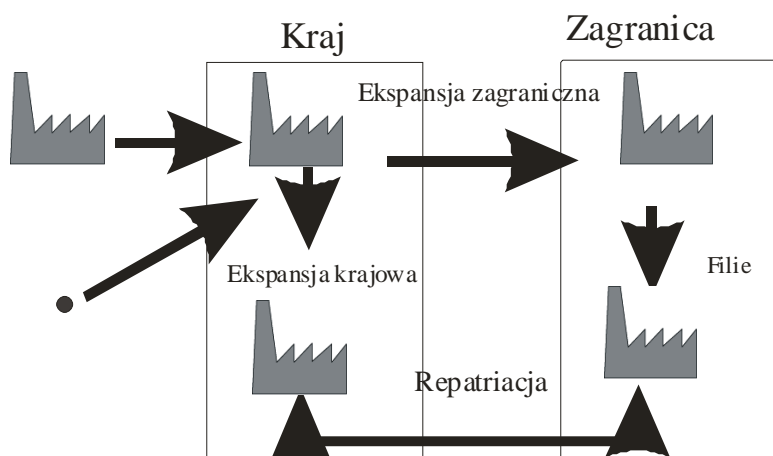 Kraj
Zagranica
Ekspansja zagraniczna
Ekspansja krajowa
Filie
Repatriacja